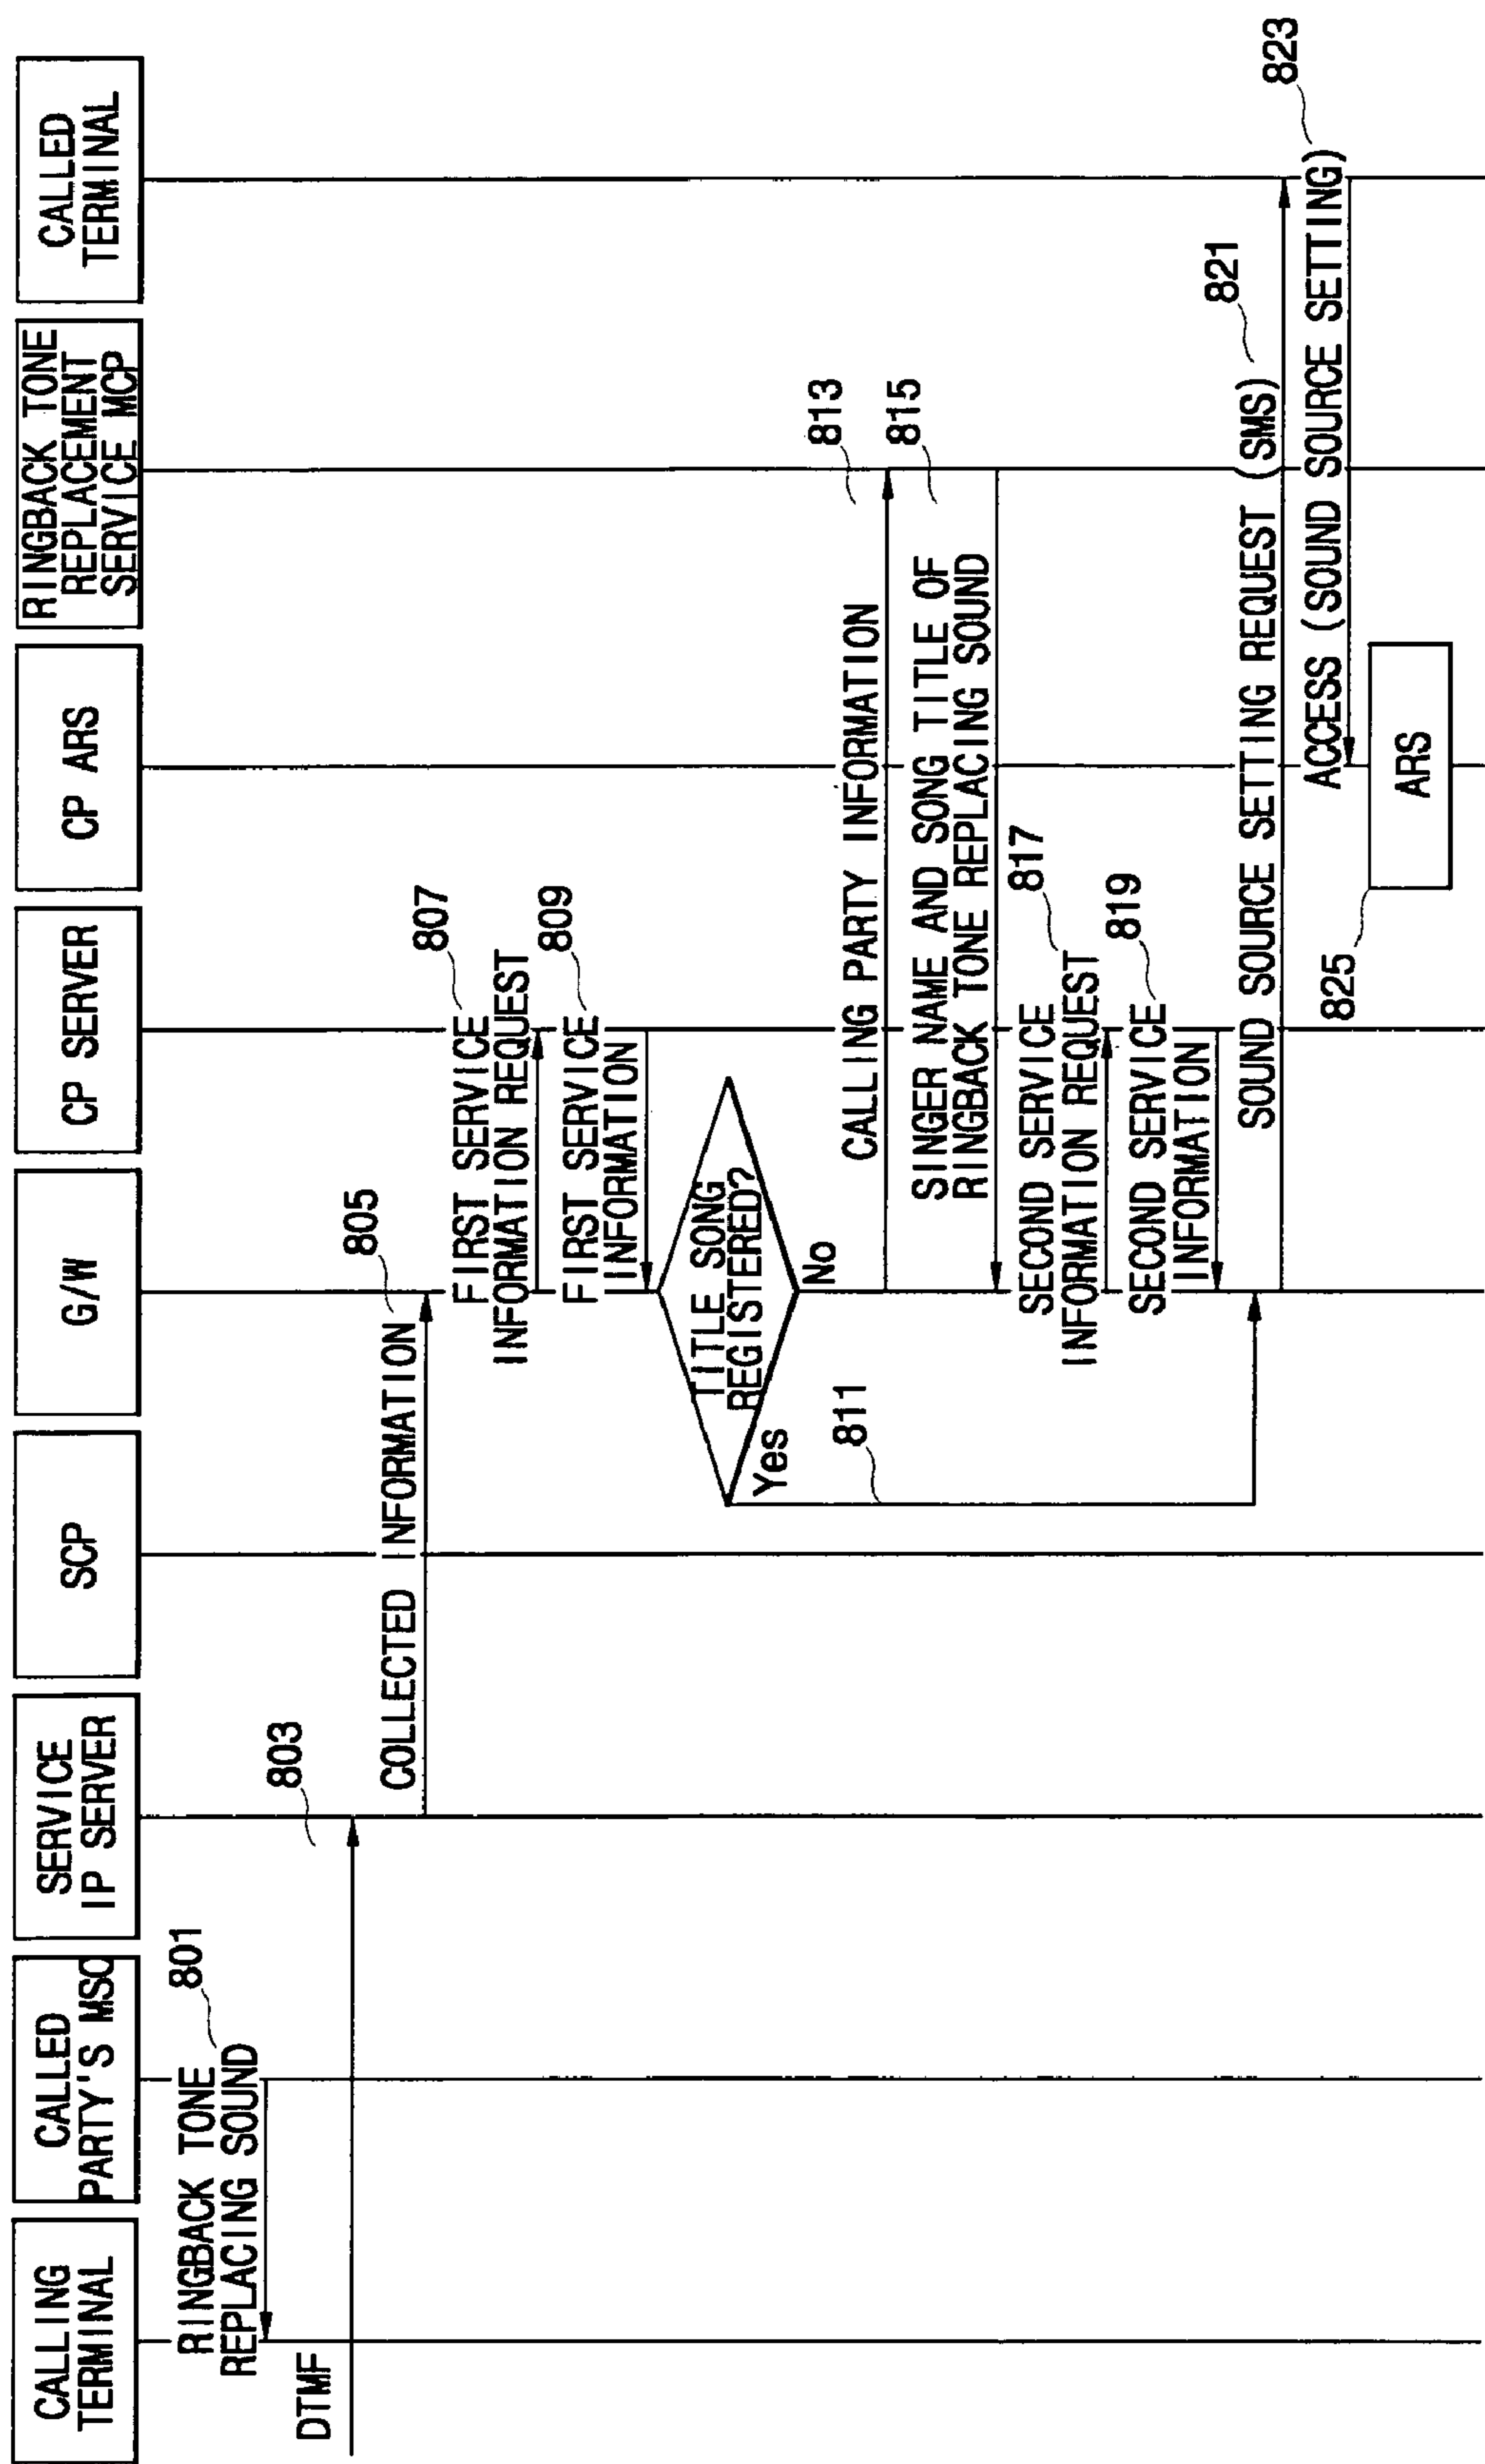 CALLING
TERMINAL
CALLED
PARTY'S MSC
SERVICE
IP SERVER
SCP
G/W
CP SERVER
CP ARS
RINGBACK TONE
REPLACEMENT
SERVICE MCP
CALLED
TERMINAL
RINGBACK TONE
REPLACING SOUND
801
DTMF
803
COLLECTED INFORMATION
805
FIRST SERVICE
INFORMATION REQUEST
807
FIRST SERVICE
INFORMATION
809
TITLE SONG
REGISTERED?
Yes
No
811
CALLING PARTY INFORMATION
813
SINGER NAME AND SONG TITLE OF
RINGBACK TONE REPLACING SOUND
815
SECOND SERVICE
INFORMATION REQUEST
817
SECOND SERVICE
INFORMATION
819
SOUND SOURCE SETTING REQUEST (SMS)
821
ACCESS (SOUND SOURCE SETTING)
823
ARS
825